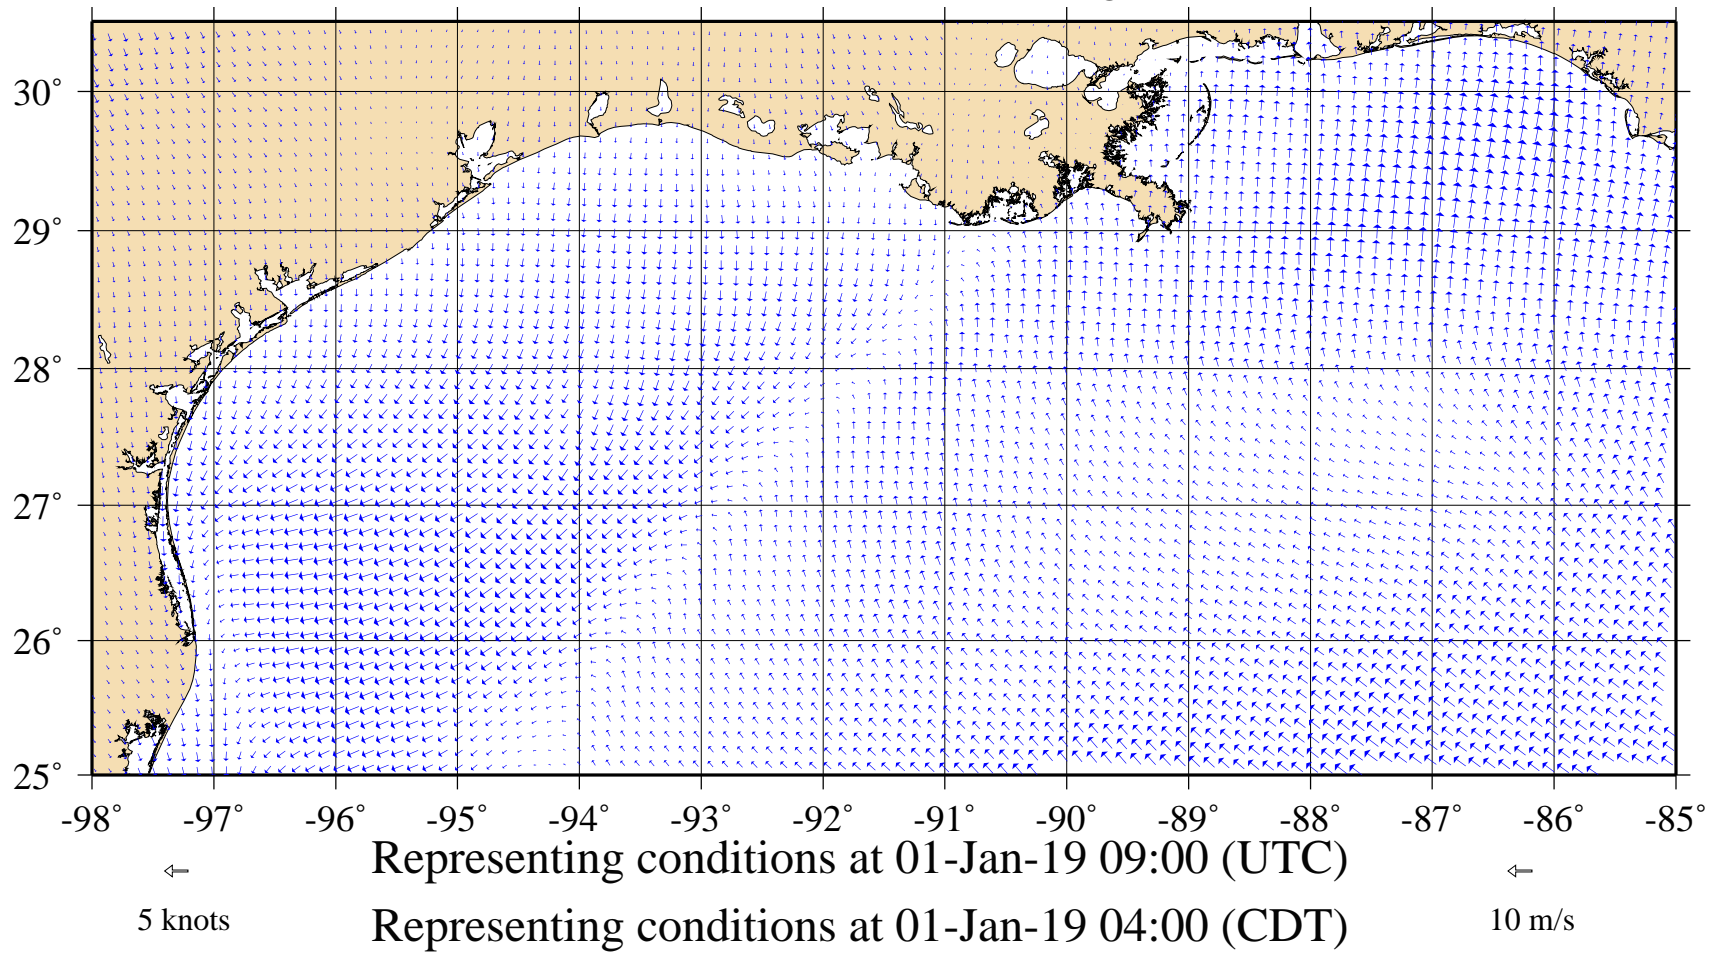 30°
29°
28°
27°
26°
25°
-98° -97° -96° -95° -94° -93° -92° -91° -90° -89° -88° -87° -86° -85°
Representing conditions at 01-Jan-19 09:00 (UTC)
5 knots Representing conditions at 01-Jan-19 04:00 (CDT) 10 m/s